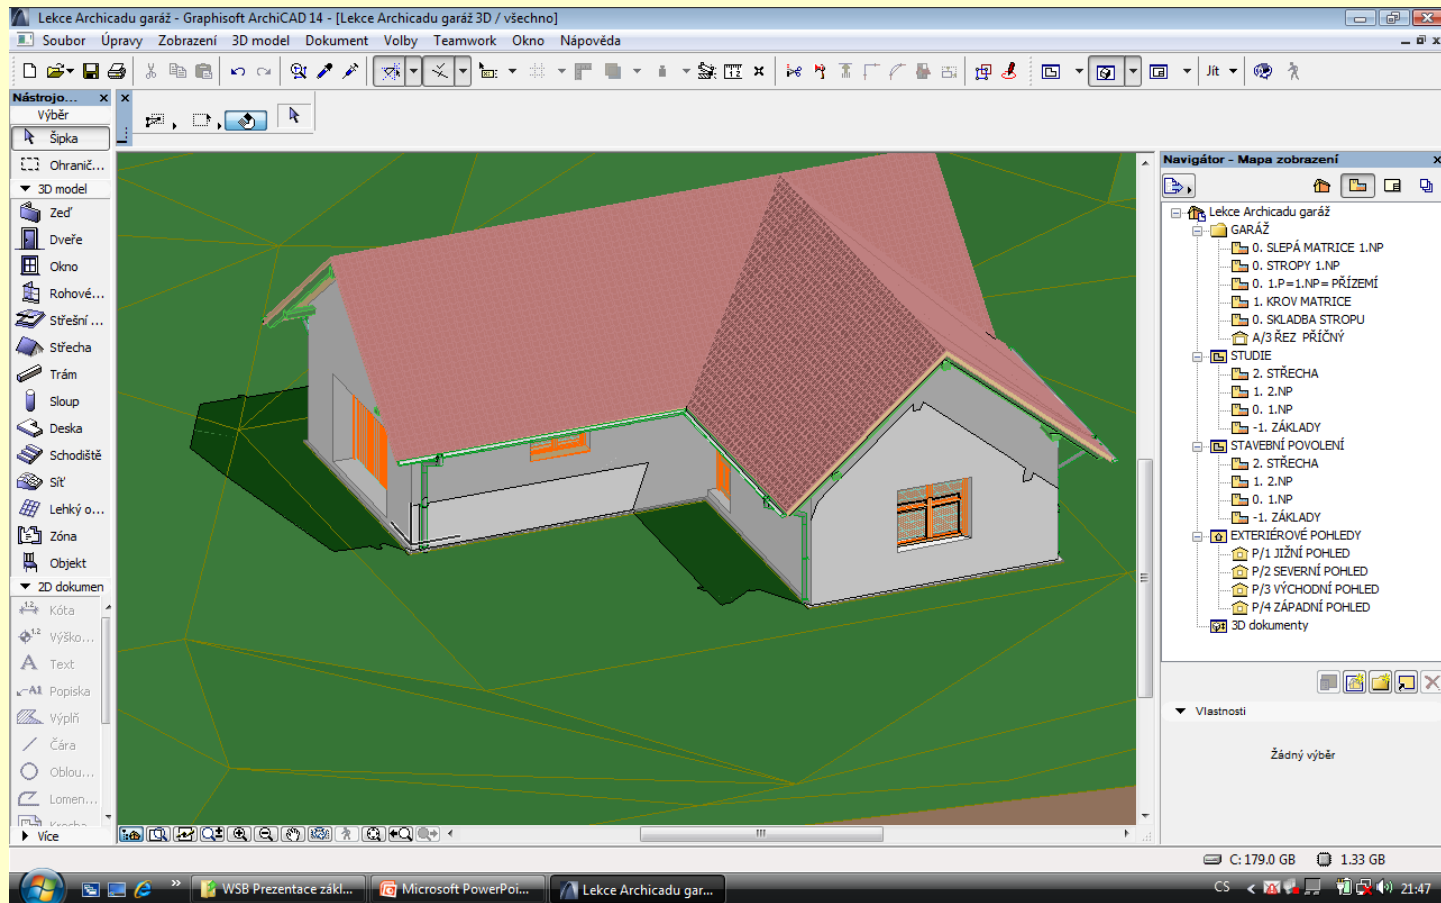 Lekce Archicadu garáž - Graphisoft ArchiCAD 14 - [Lekce Archicadu garáž 3D / všechno]
Soubor Úpravy Zobrazení 3D model Dokument Volby Teamwork Okno Nápověda
Jít
Nástrojo...
Výběr
Šipka
Ohranič...
3D model
Zeď
Dveře
Okno
Rohové...
Střešní ...
Střecha
Trám
Sloup
Deska
Schodiště
Síť
Lehký o...
Zóna
Objekt
2D dokumen
Kóta
Výško...
A Text
A1 Popiska
Výplň
Čára
Oblou...
Lomen...
Více
Navigátor - Mapa zobrazení
Lekce Archicadu garáž
GARÁŽ
0. SLEPÁ MATRICE 1.NP
0. STROPY 1.NP
0. 1.P=1.NP= PŘÍZEMÍ
1. KROV MATRICE
0. SKLADBA STROPU
A/3 ŘEZ PŘÍČNÝ
STUDIE
2. STŘECHA
1. 2.NP
0. 1.NP
-1. ZÁKLADY
STAVEBNÍ POVOLENÍ
2. STŘECHA
1. 2.NP
0. 1.NP
-1. ZÁKLADY
EXTERIÉROVÉ POHLEDY
P/1 JIŽNÍ POHLED
P/2 SEVERNÍ POHLED
P/3 VÝCHODNÍ POHLED
P/4 ZÁPADNÍ POHLED
3D dokumenty
Vlastnosti
Žádný výběr
C: 179.0 GB 1.33 GB
WSB Prezentace zákl... Microsoft PowerPoi... Lekce Archicadu gar... CS 21:47